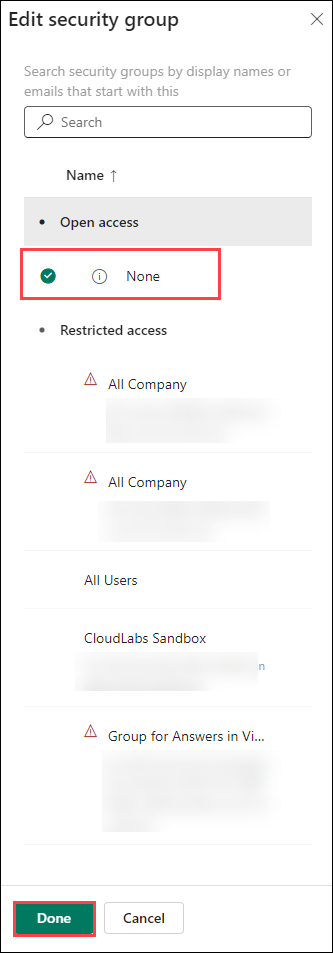 Edit security group
Search security groups by display names or
emails that start with this
Search
Name ↑
Open access
None
Restricted access
All Company
All Company
All Users
CloudLabs Sandbox
Group for Answers in Vi...
Done
Cancel